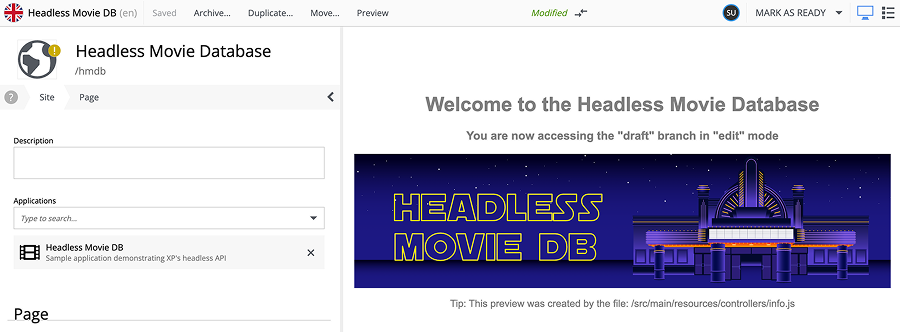 Headless Movie DB (en) Saved Archive... Duplicate... Move... Preview Modified SU MARK AS READY
Headless Movie Database
/hmdb
? Site Page
Description
Applications
Type to search...
Headless Movie DB
Sample application demonstrating XP's headless API
Page
Welcome to the Headless Movie Database
You are now accessing the "draft" branch in "edit" mode
HEADLESS
MOVIE DB
Tip: This preview was created by the file: /src/main/resources/controllers/info.js